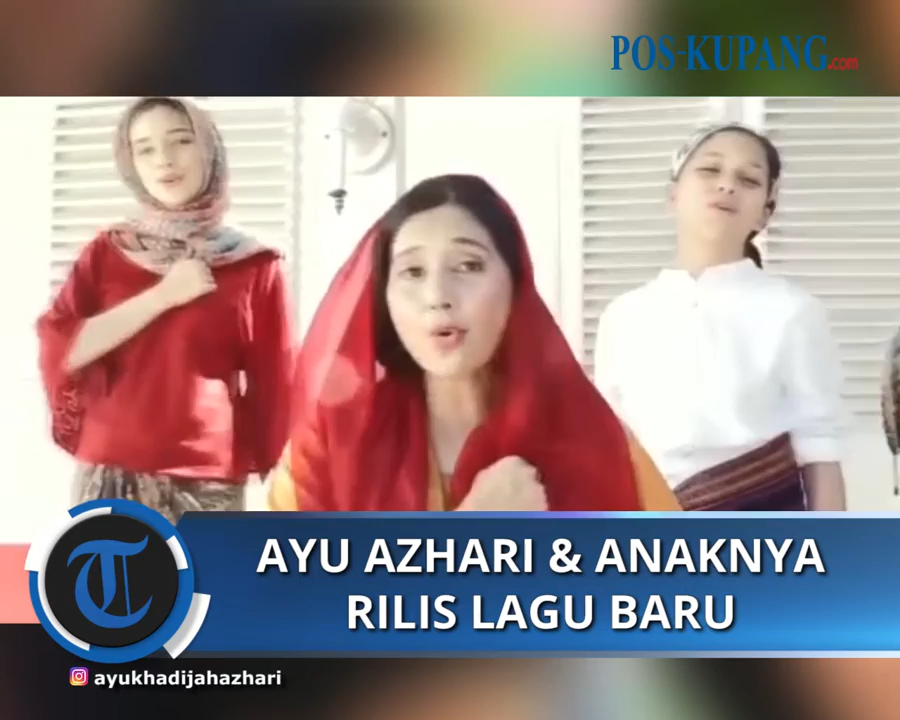 POS-KUPANG.com
AYU AZHARI & ANAKNYA
RILIS LAGU BARU
T
ayukhadijahazhari